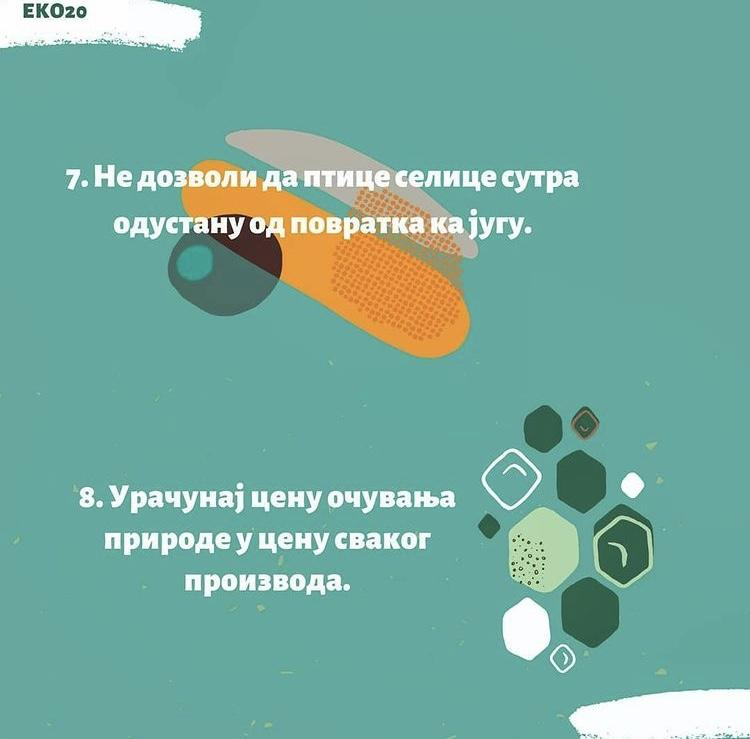 ЕКО20
7. Не дозволи да птице селице сутра
одустану од повратка ка југу.
8. Урачунај цену очувања
природе у цену сваког
производа.